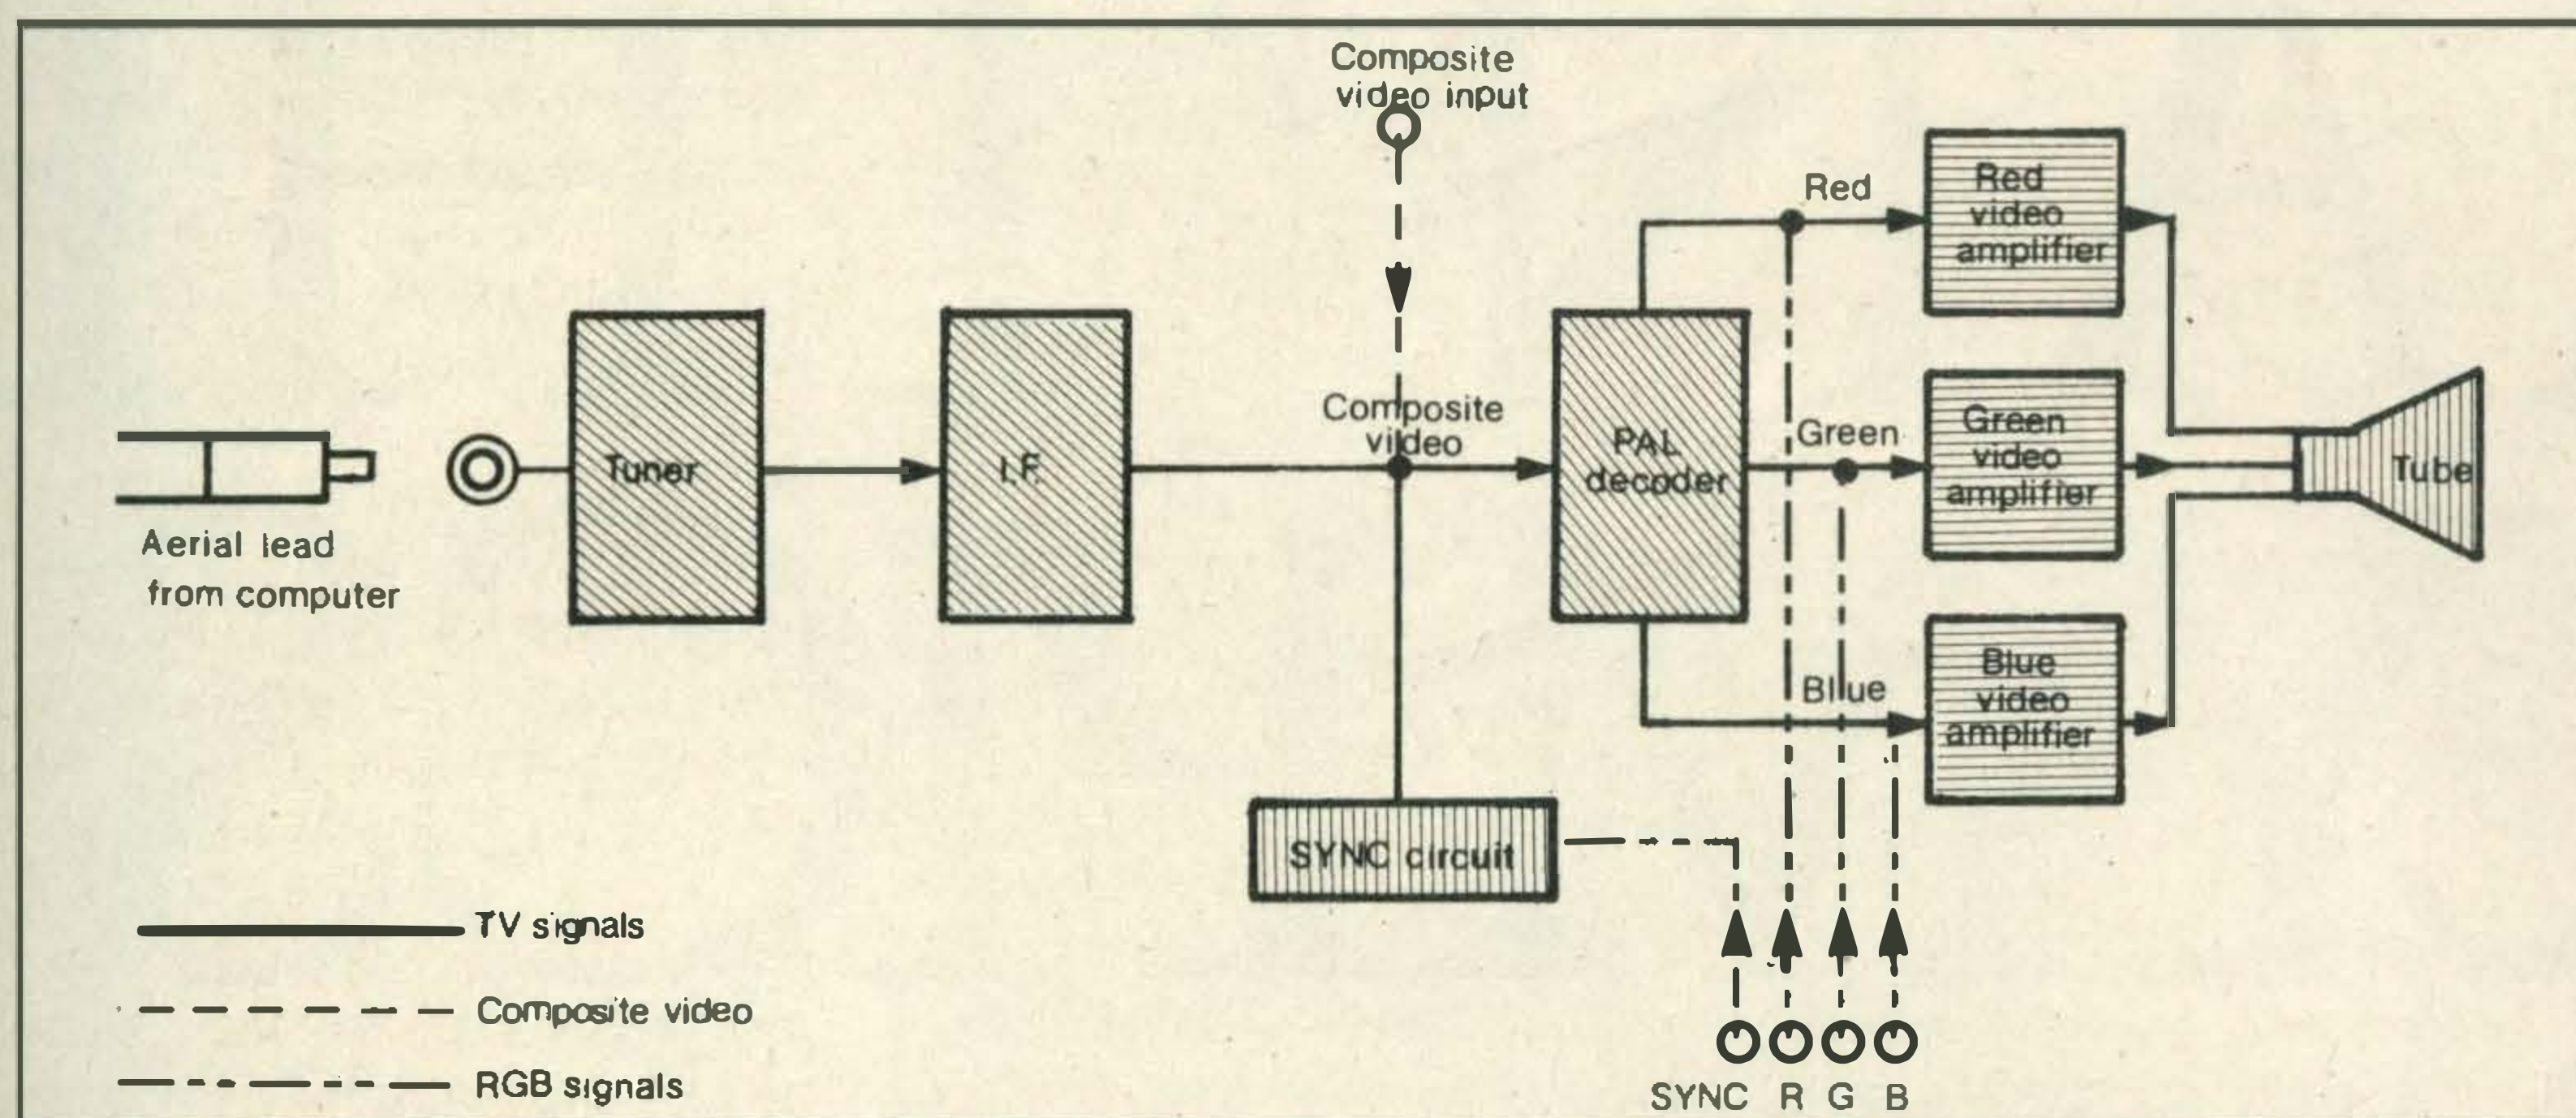 Composite
video input
Red
Red
video
amplifier
Composite
video
Tuner
I.F.
PAL
decoder
Green
Green
video
amplifier
Tube
Aerial lead
from computer
Blue
Blue
video
amplifier
SYNC circuit
TV signals
Composite video
RGB signals
SYNC R G B